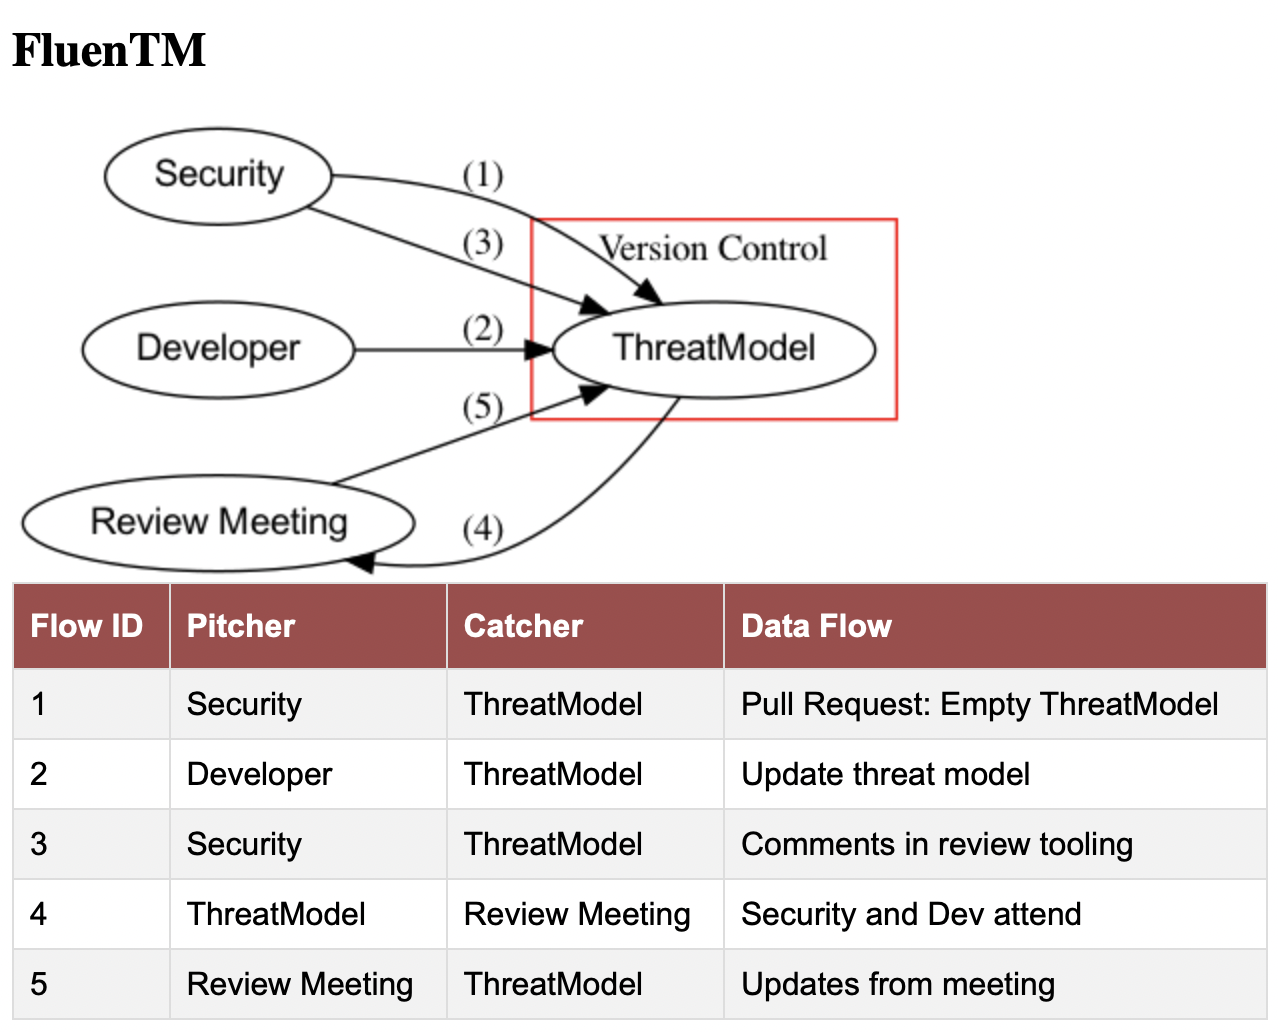 FluenTM
Security
(1)
(3)
Version Control
Developer
(2)
ThreatModel
(5)
Review Meeting
(4)
Flow ID Pitcher Catcher Data Flow
1 Security ThreatModel Pull Request: Empty ThreatModel
2 Developer ThreatModel Update threat model
3 Security ThreatModel Comments in review tooling
4 ThreatModel Review Meeting Security and Dev attend
5 Review Meeting ThreatModel Updates from meeting